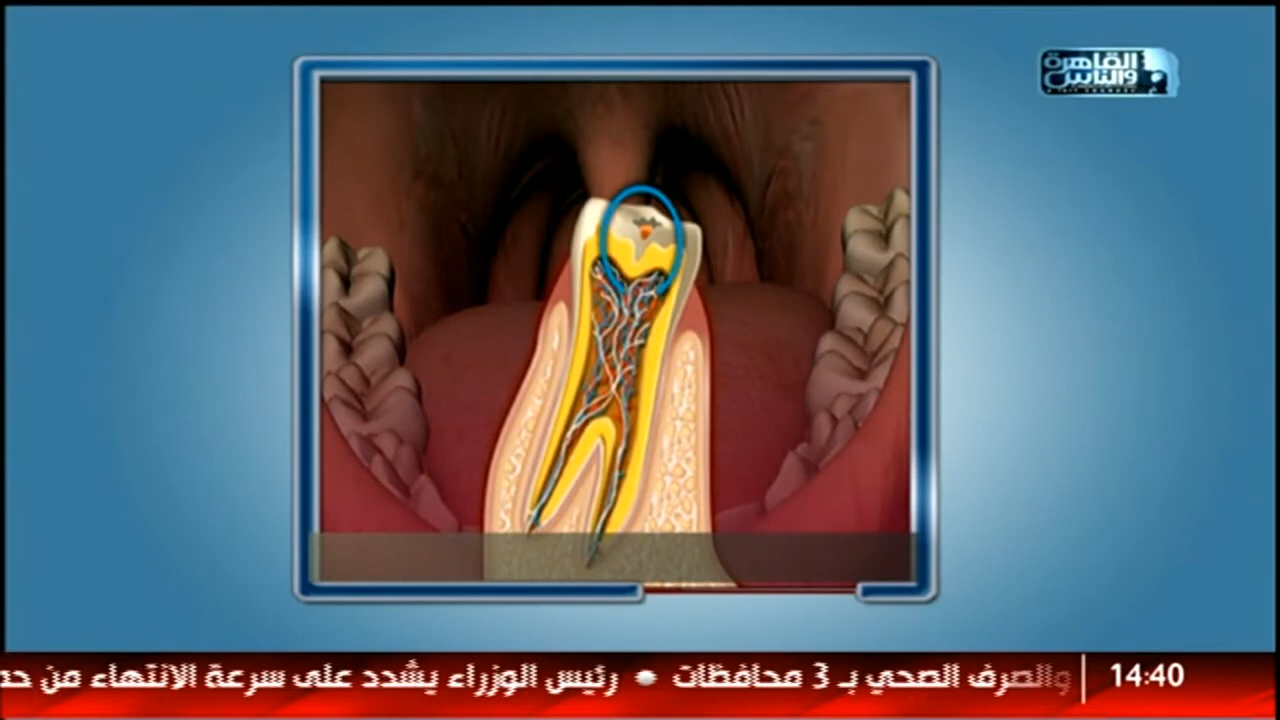 القاهرة
والناس
والصرف الصحي بـ 3 محافظات • رئيس الوزراء يشدد على سرعة الانتهاء من
14:40